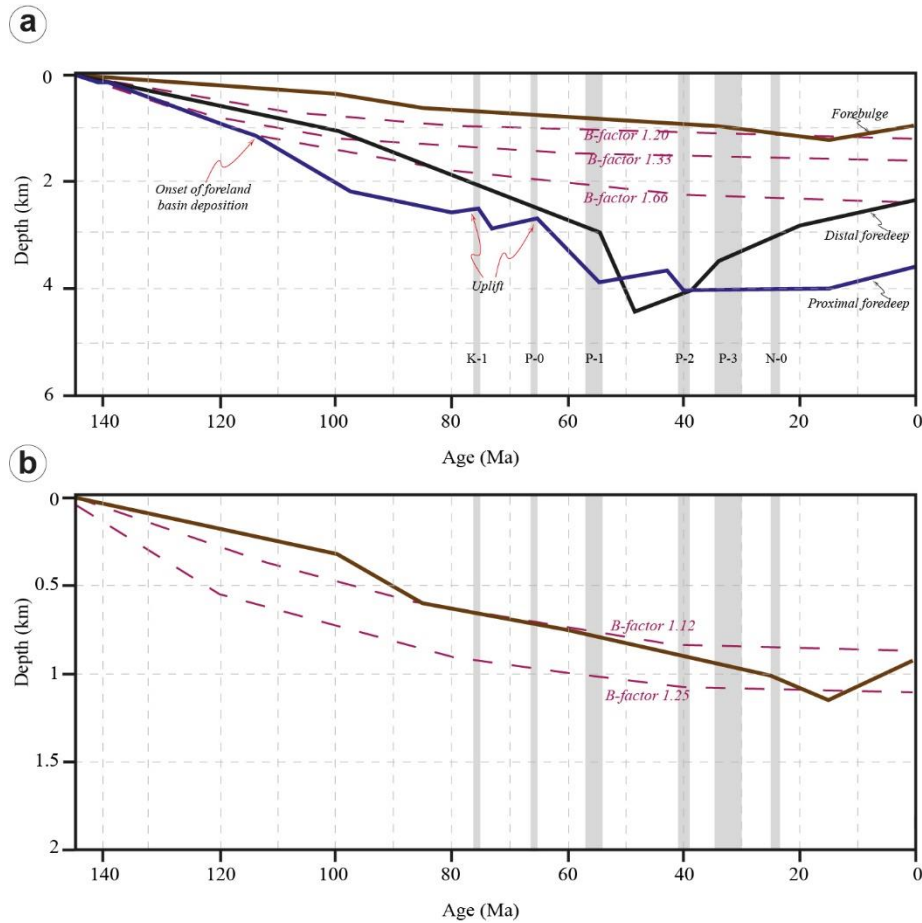 a
0
2
4
6
Depth (km)
Forebulge
B-factor 1.20
B-factor 1.33
B-factor 1.66
Onset of foreland
basin deposition
Uplift
Distal foredeep
Proximal foredeep
K-1 P-0 P-1 P-2 P-3 N-0
140 120 100 80 60 40 20 0
Age (Ma)
b
0
0.5
1
1.5
2
Depth (km)
B-factor 1.12
B-factor 1.25
140 120 100 80 60 40 20 0
Age (Ma)